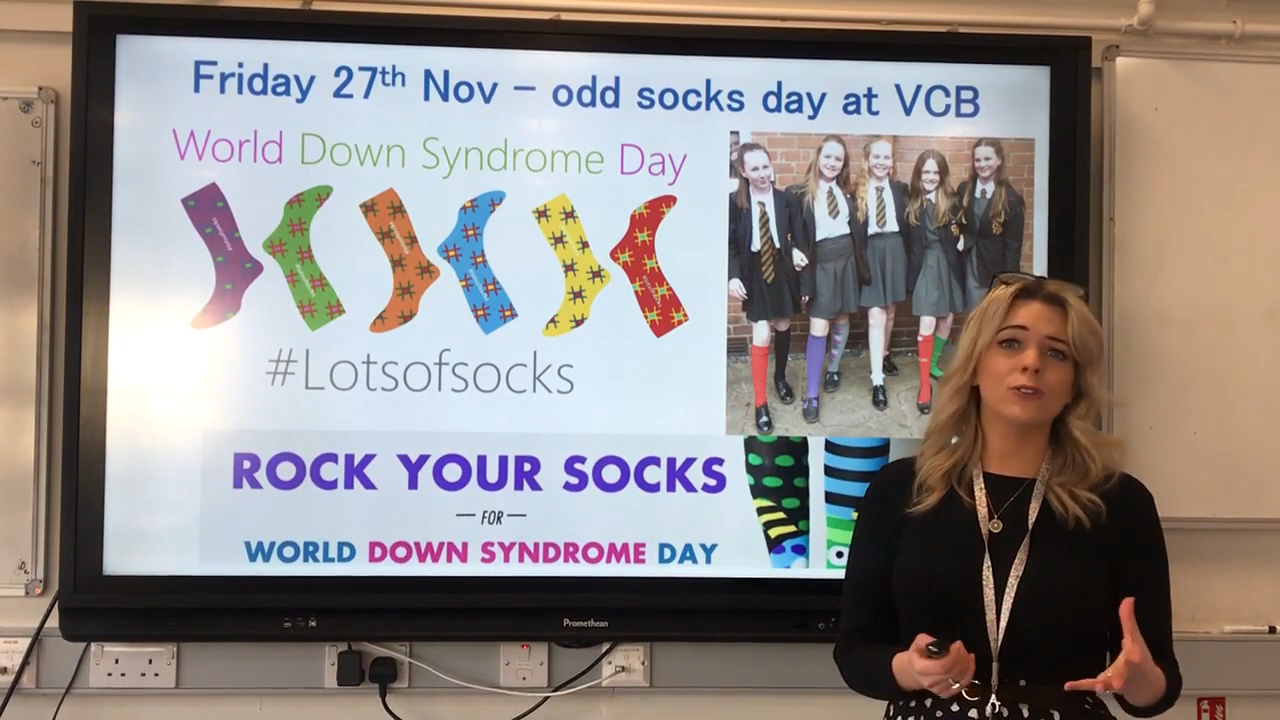 Friday 27th Nov – odd socks day at VCB
World Down Syndrome Day
#Lotsofsocks
ROCK YOUR SOCKS
— FOR —
WORLD DOWN SYNDROME DAY
Promethean